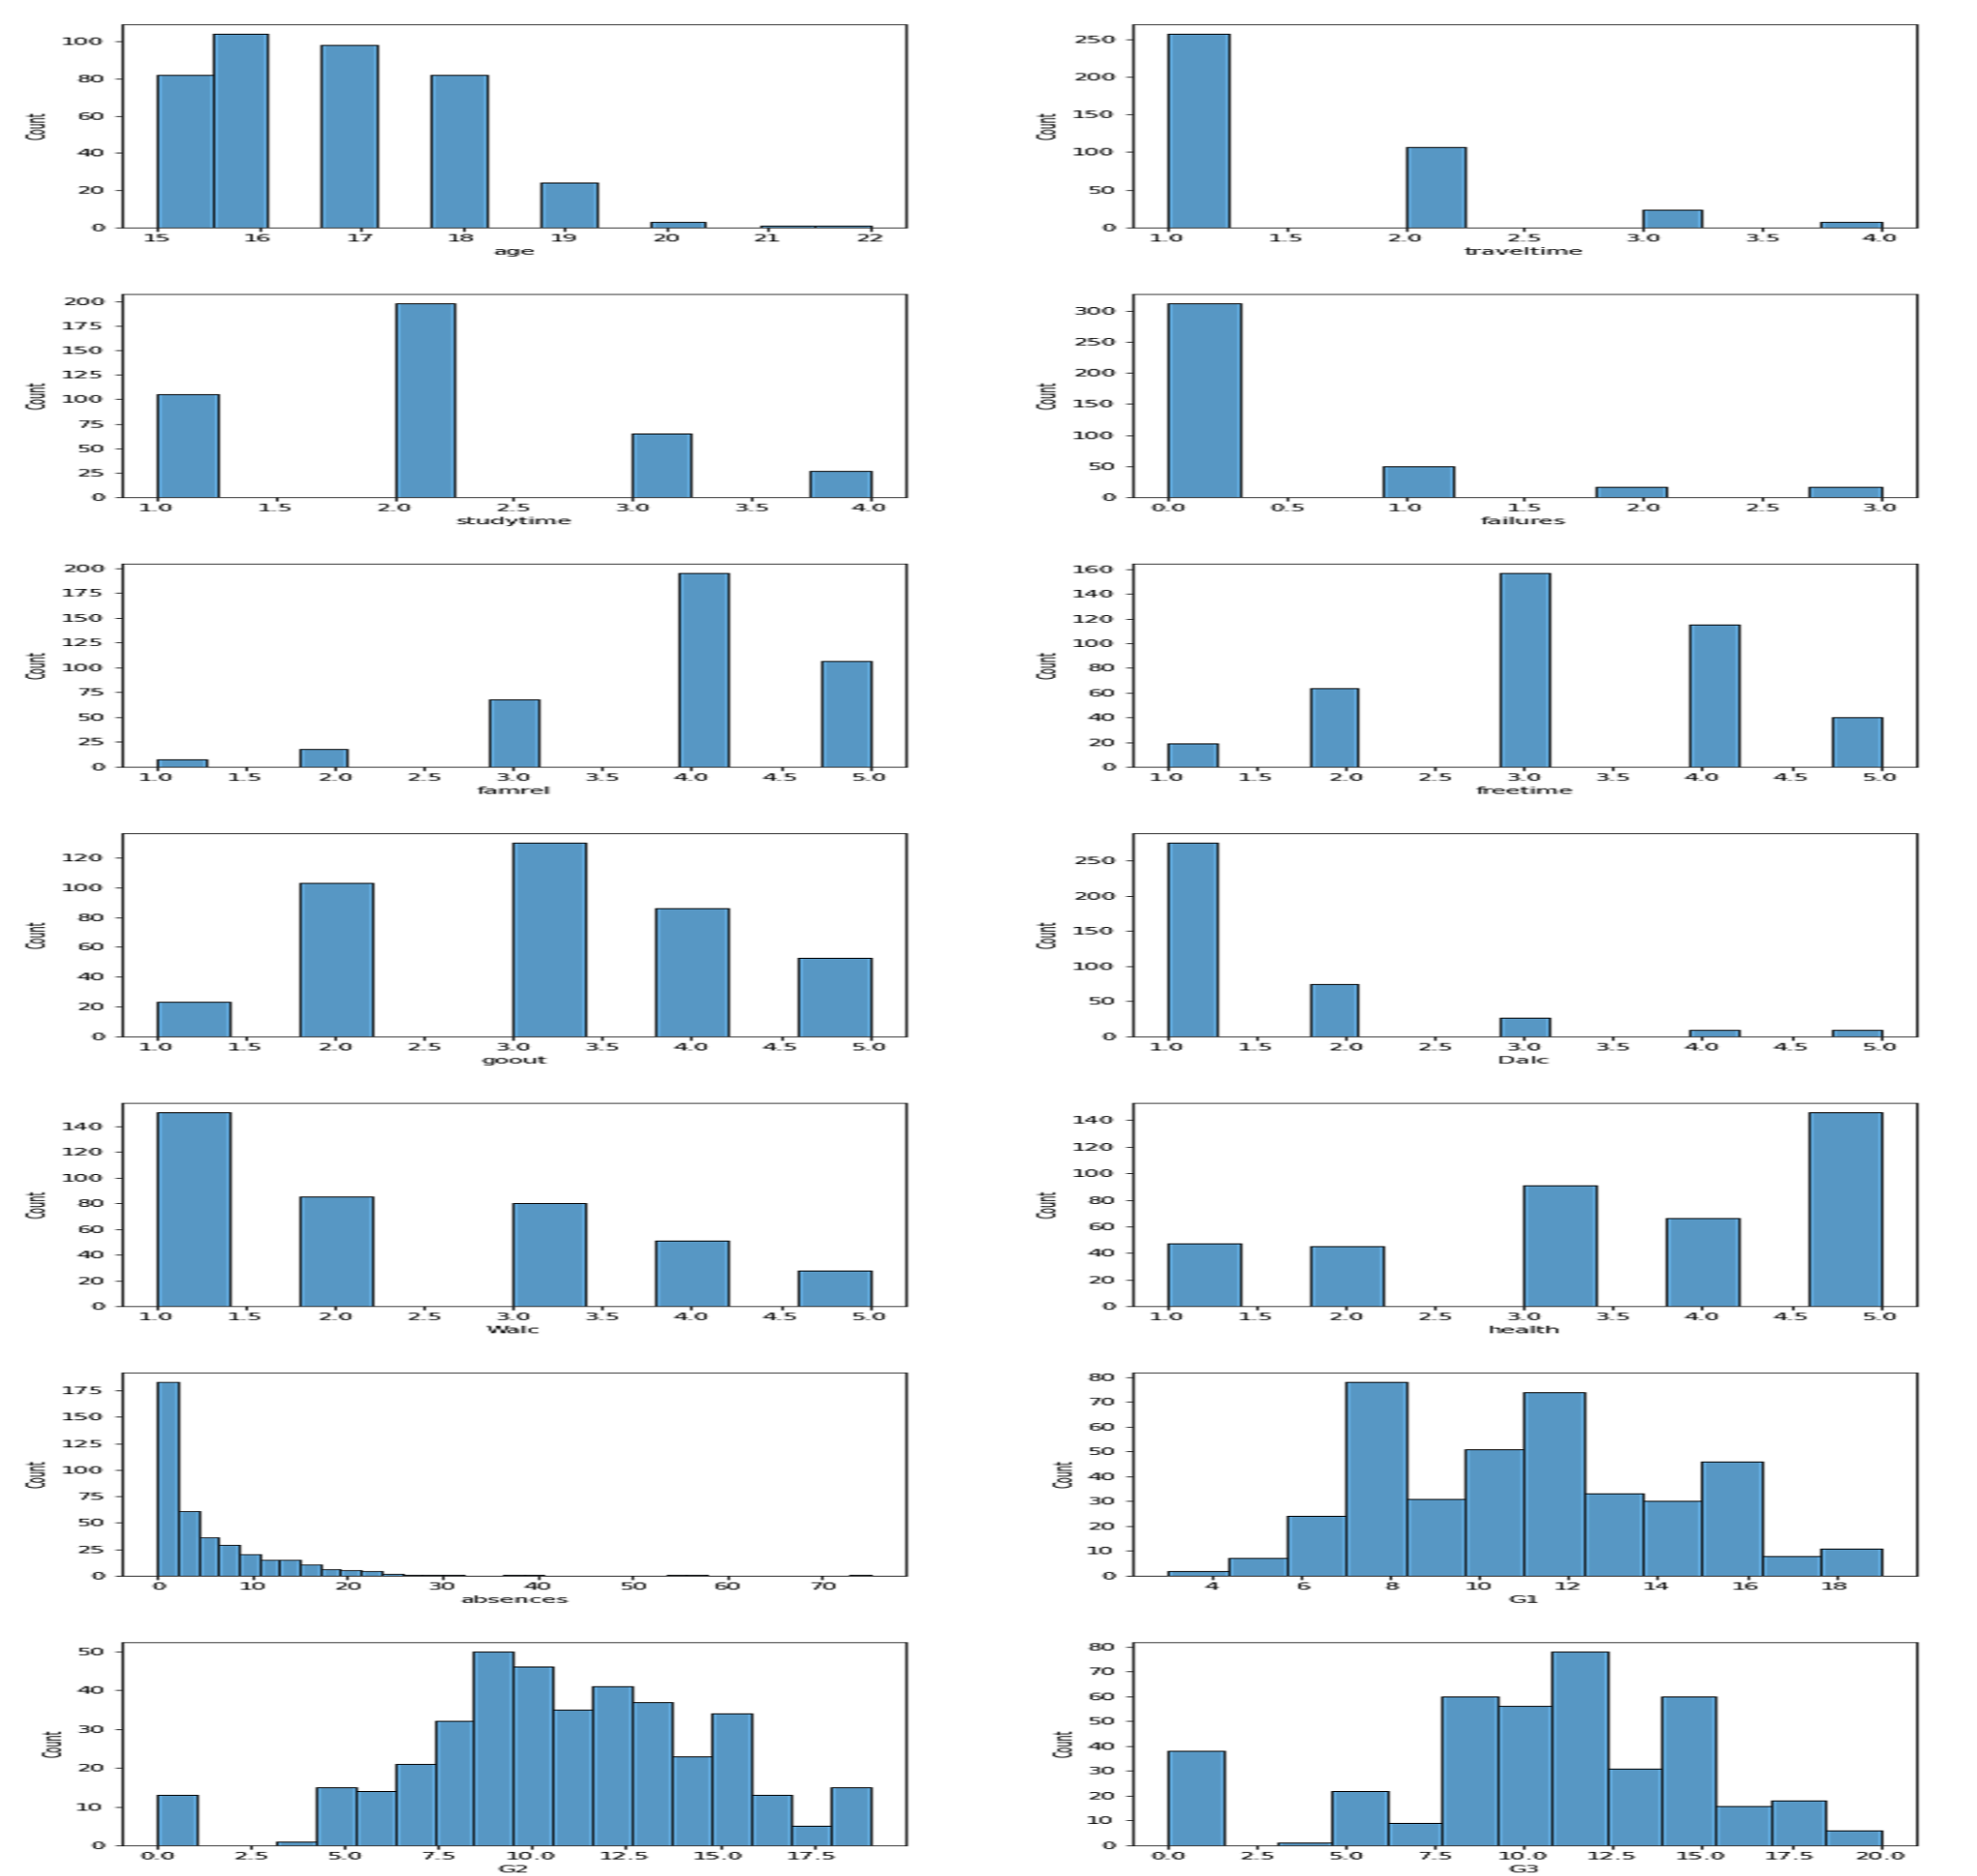 100
80
60
40
20
0
Count
15 16 17 18 19 20 21 22
age
250
200
150
100
50
0
Count
1.0 1.5 2.0 2.5 3.0 3.5 4.0
traveltime
200
175
150
125
100
75
50
25
0
Count
1.0 1.5 2.0 2.5 3.0 3.5 4.0
studytime
300
250
200
150
100
50
0
Count
0.0 0.5 1.0 1.5 2.0 2.5 3.0
failures
200
175
150
125
100
75
50
25
0
Count
1.0 1.5 2.0 2.5 3.0 3.5 4.0 4.5 5.0
famrel
160
140
120
100
80
60
40
20
0
Count
1.0 1.5 2.0 2.5 3.0 3.5 4.0 4.5 5.0
freetime
120
100
80
60
40
20
0
Count
1.0 1.5 2.0 2.5 3.0 3.5 4.0 4.5 5.0
goout
250
200
150
100
50
0
Count
1.0 1.5 2.0 2.5 3.0 3.5 4.0 4.5 5.0
Dalc
140
120
100
80
60
40
20
0
Count
1.0 1.5 2.0 2.5 3.0 3.5 4.0 4.5 5.0
Walc
140
120
100
80
60
40
20
0
Count
1.0 1.5 2.0 2.5 3.0 3.5 4.0 4.5 5.0
health
175
150
125
100
75
50
25
0
Count
0 10 20 30 40 50 60 70
absences
80
70
60
50
40
30
20
10
0
Count
4 6 8 10 12 14 16 18
G1
50
40
30
20
10
0
Count
0.0 2.5 5.0 7.5 10.0 12.5 15.0 17.5
G2
80
70
60
50
40
30
20
10
0
Count
0.0 2.5 5.0 7.5 10.0 12.5 15.0 17.5 20.0
G3